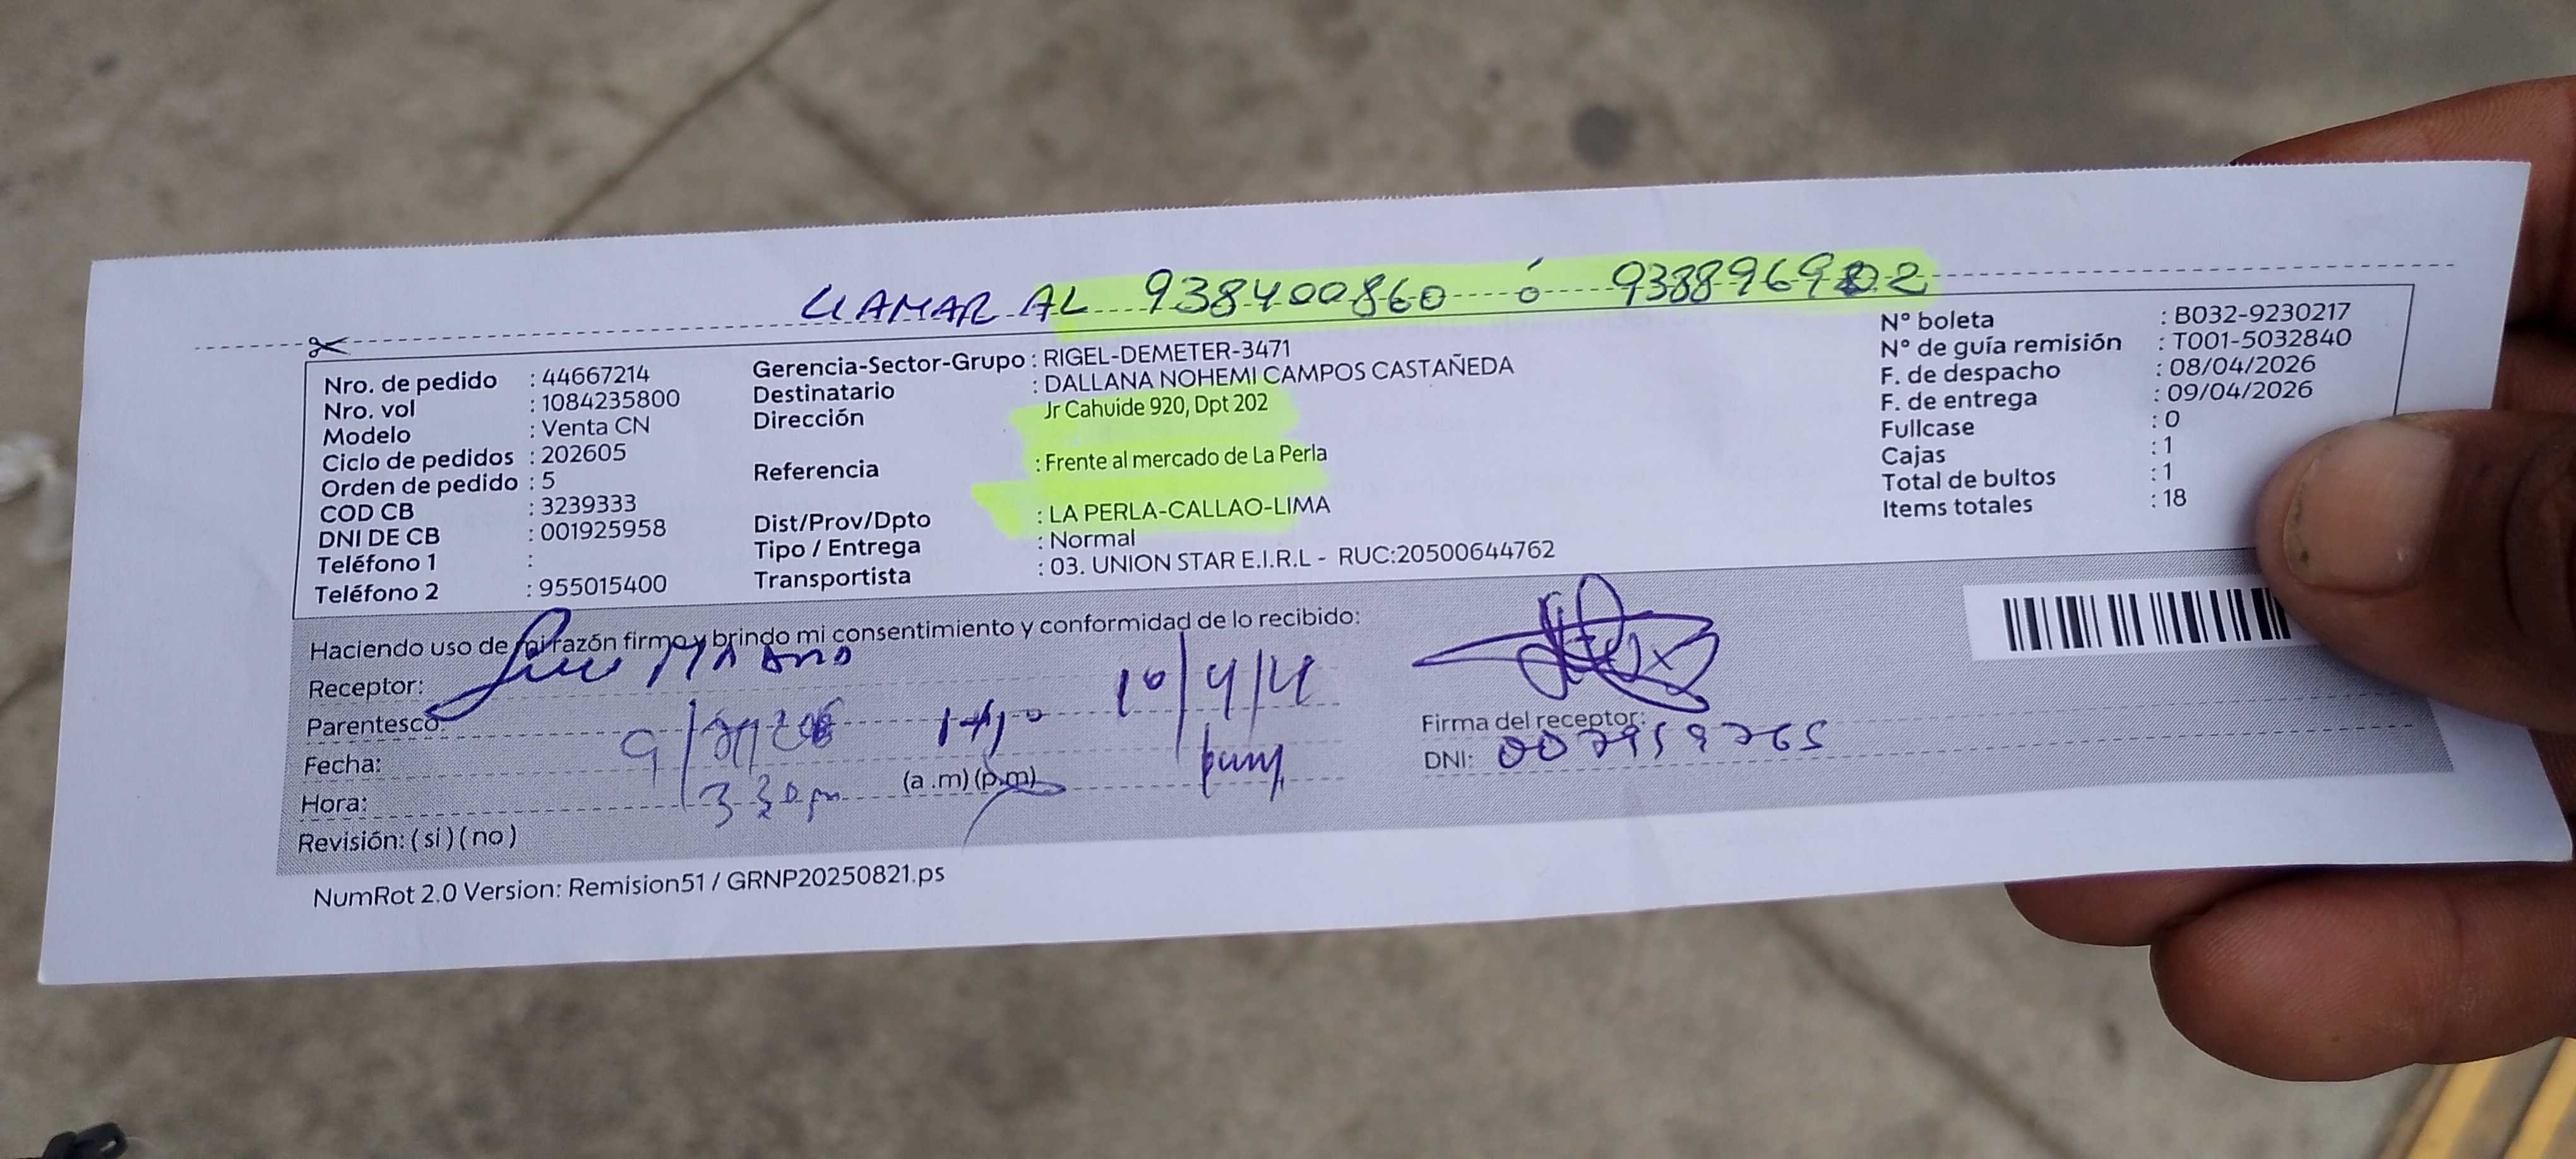 LLAMAR AL 938400860 ó 938896902
Nro. de pedido : 44667214
Nro. vol : 1084235800
Modelo : Venta CN
Ciclo de pedidos : 202605
Orden de pedido : 5
COD CB : 3239333
DNI DE CB : 001925958
Teléfono 1 :
Teléfono 2 : 955015400
Gerencia-Sector-Grupo : RIGEL-DEMETER-3471
Destinatario : DALLANA NOHEMI CAMPOS CASTAÑEDA
Dirección Jr Cahuide 920, Dpt 202
Referencia : Frente al mercado de La Perla
Dist/Prov/Dpto : LA PERLA-CALLAO-LIMA
Tipo / Entrega : Normal
Transportista : 03. UNION STAR E.I.R.L - RUC:20500644762
N° boleta : B032-9230217
N° de guía remisión : T001-5032840
F. de despacho : 08/04/2026
F. de entrega : 09/04/2026
Fullcase : 0
Cajas : 1
Total de bultos : 1
Items totales : 18
Haciendo uso de mi razón firmo y brindo mi consentimiento y conformidad de lo recibido:
Receptor:
Parentesco:
Fecha: 10/4/
Hora: 3 30 pm (a.m) (p.m)
Revisión: (si) (no)
Firma del receptor:
DNI:
NumRot 2.0 Version: Remision51 / GRNP20250821.ps